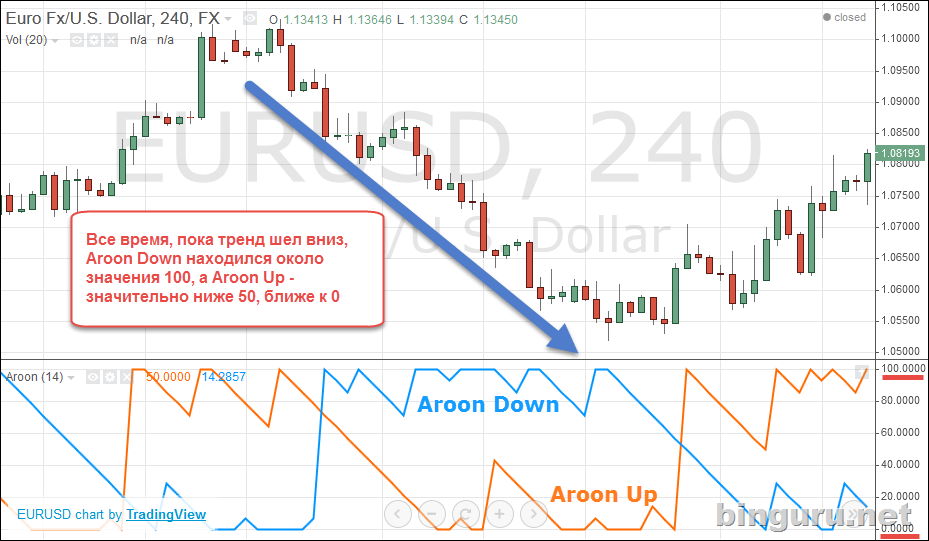 Euro Fx/U.S. Dollar, 240, FX
O 1.13413 H 1.13646 L 1.13394 C 1.13450
closed
Vol (20) n/a n/a
1.10500
1.10000
1.09500
1.09000
1.08500
1.08193
1.08000
1.07500
1.07000
1.06500
1.06000
1.05500
1.05000
EURUSD, 240
Euro Fx/U.S. Dollar
Все время, пока тренд шел вниз,
Aroon Down находился около
значения 100, а Aroon Up -
значительно ниже 50, ближе к 0
Aroon (14) 50.0000 14.2857
100.0000
80.0000
60.0000
40.0000
20.0000
0.0000
Aroon Down
Aroon Up
EURUSD chart by TradingView
binguru.net